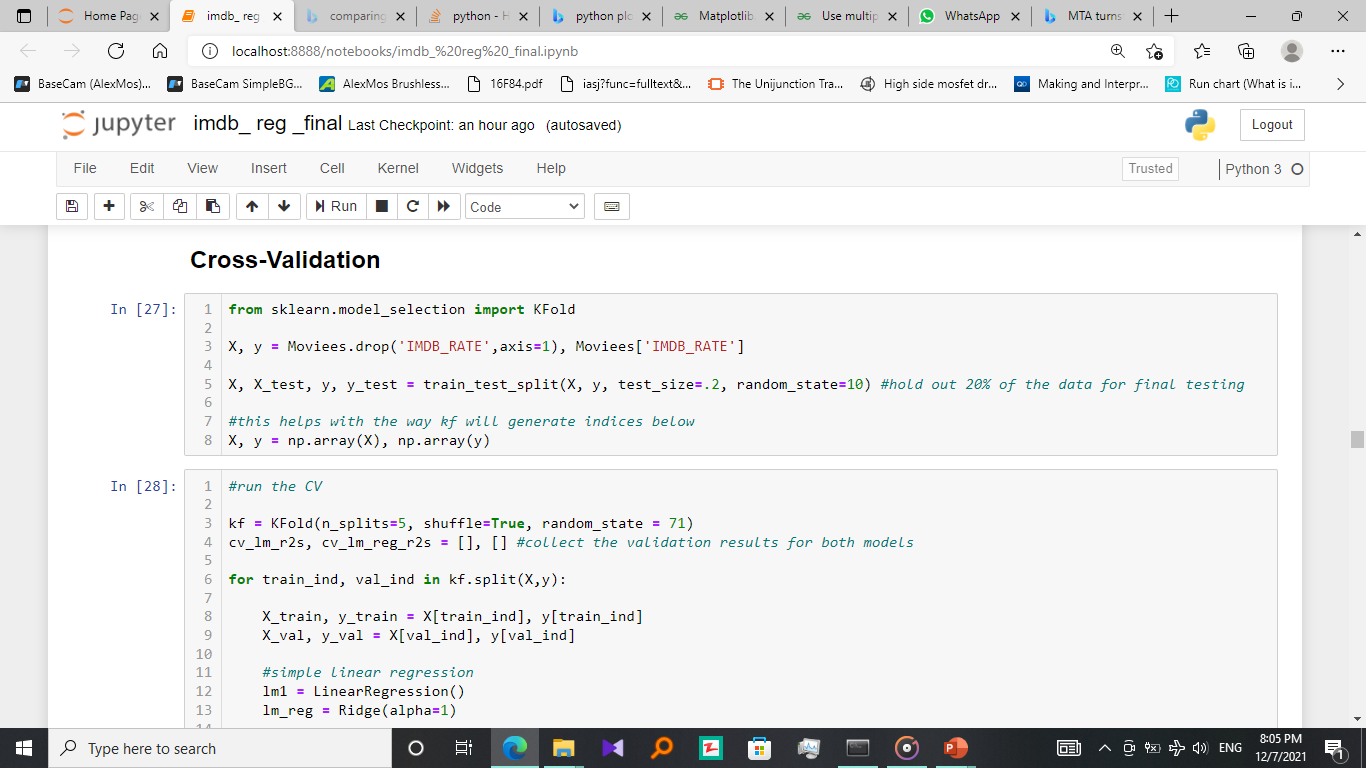 Home Pag
imdb_ reg
comparing
python - H
python plo
Matplotlib
Use multip
WhatsApp
MTA turns
localhost:8888/notebooks/imdb_%20reg%20_final.ipynb
BaseCam (AlexMos)...
BaseCam SimpleBG...
AlexMos Brushless...
16F84.pdf
iasj?func=fulltext&...
The Unijunction Tra...
High side mosfet dr...
Making and Interpr...
Run chart (What is i...
jupyter imdb_ reg _final Last Checkpoint: an hour ago (autosaved)
Logout
File Edit View Insert Cell Kernel Widgets Help
Trusted
Python 3
Run
Code
Cross-Validation
In [27]:
1 from sklearn.model_selection import KFold
2
3 X, y = Moviees.drop('IMDB_RATE',axis=1), Moviees['IMDB_RATE']
4
5 X, X_test, y, y_test = train_test_split(X, y, test_size=.2, random_state=10) #hold out 20% of the data for final testing
6
7 #this helps with the way kf will generate indices below
8 X, y = np.array(X), np.array(y)
In [28]:
1 #run the CV
2
3 kf = KFold(n_splits=5, shuffle=True, random_state = 71)
4 cv_lm_r2s, cv_lm_reg_r2s = [], [] #collect the validation results for both models
5
6 for train_ind, val_ind in kf.split(X,y):
7
8 X_train, y_train = X[train_ind], y[train_ind]
9 X_val, y_val = X[val_ind], y[val_ind]
10
11 #simple linear regression
12 lm1 = LinearRegression()
13 lm_reg = Ridge(alpha=1)
14
Type here to search
ENG
8:05 PM
12/7/2021
1